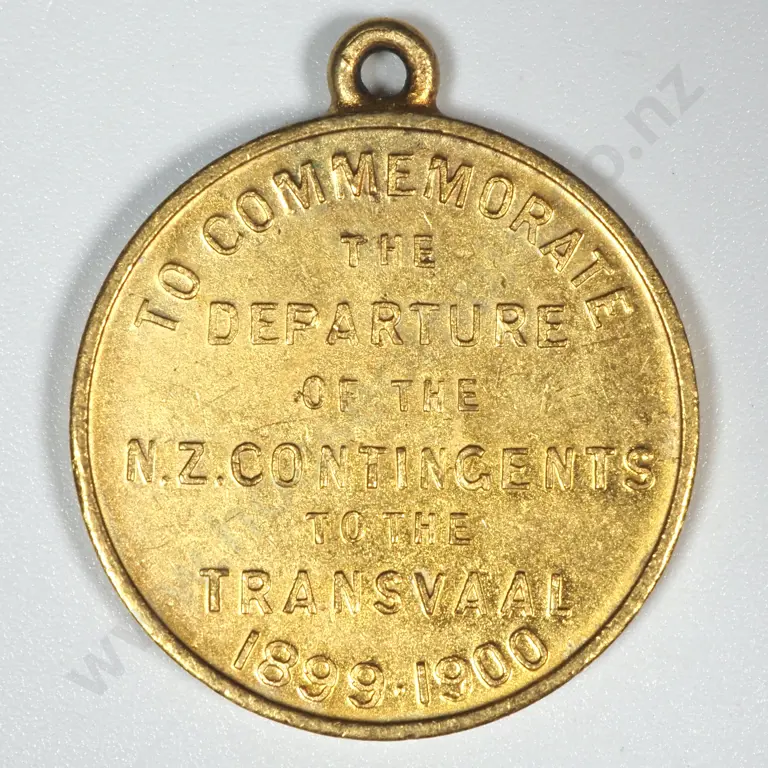 TO COMMEMORATE
THE
DEPARTURE
OF THE
N.Z. CONTINGENTS
TO THE
TRANSVAAL
1899.1900